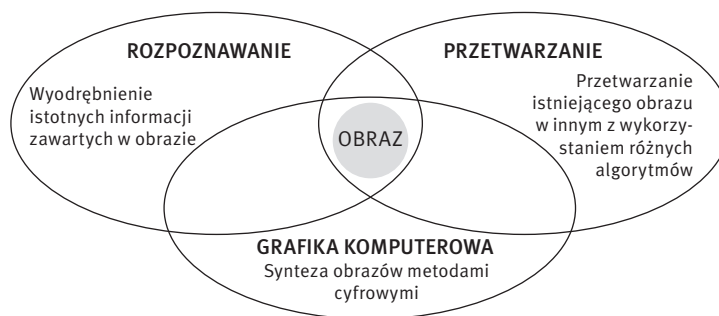 ROZPOZNAWANIE
Wyodrębnienie
istotnych informacji
zawartych w obrazie
PRZETWARZANIE
Przetwarzanie
istniejącego obrazu
w innym z wykorzy-
staniem różnych
algorytmów
OBRAZ
GRAFIKA KOMPUTEROWA
Synteza obrazów metodami
cyfrowymi